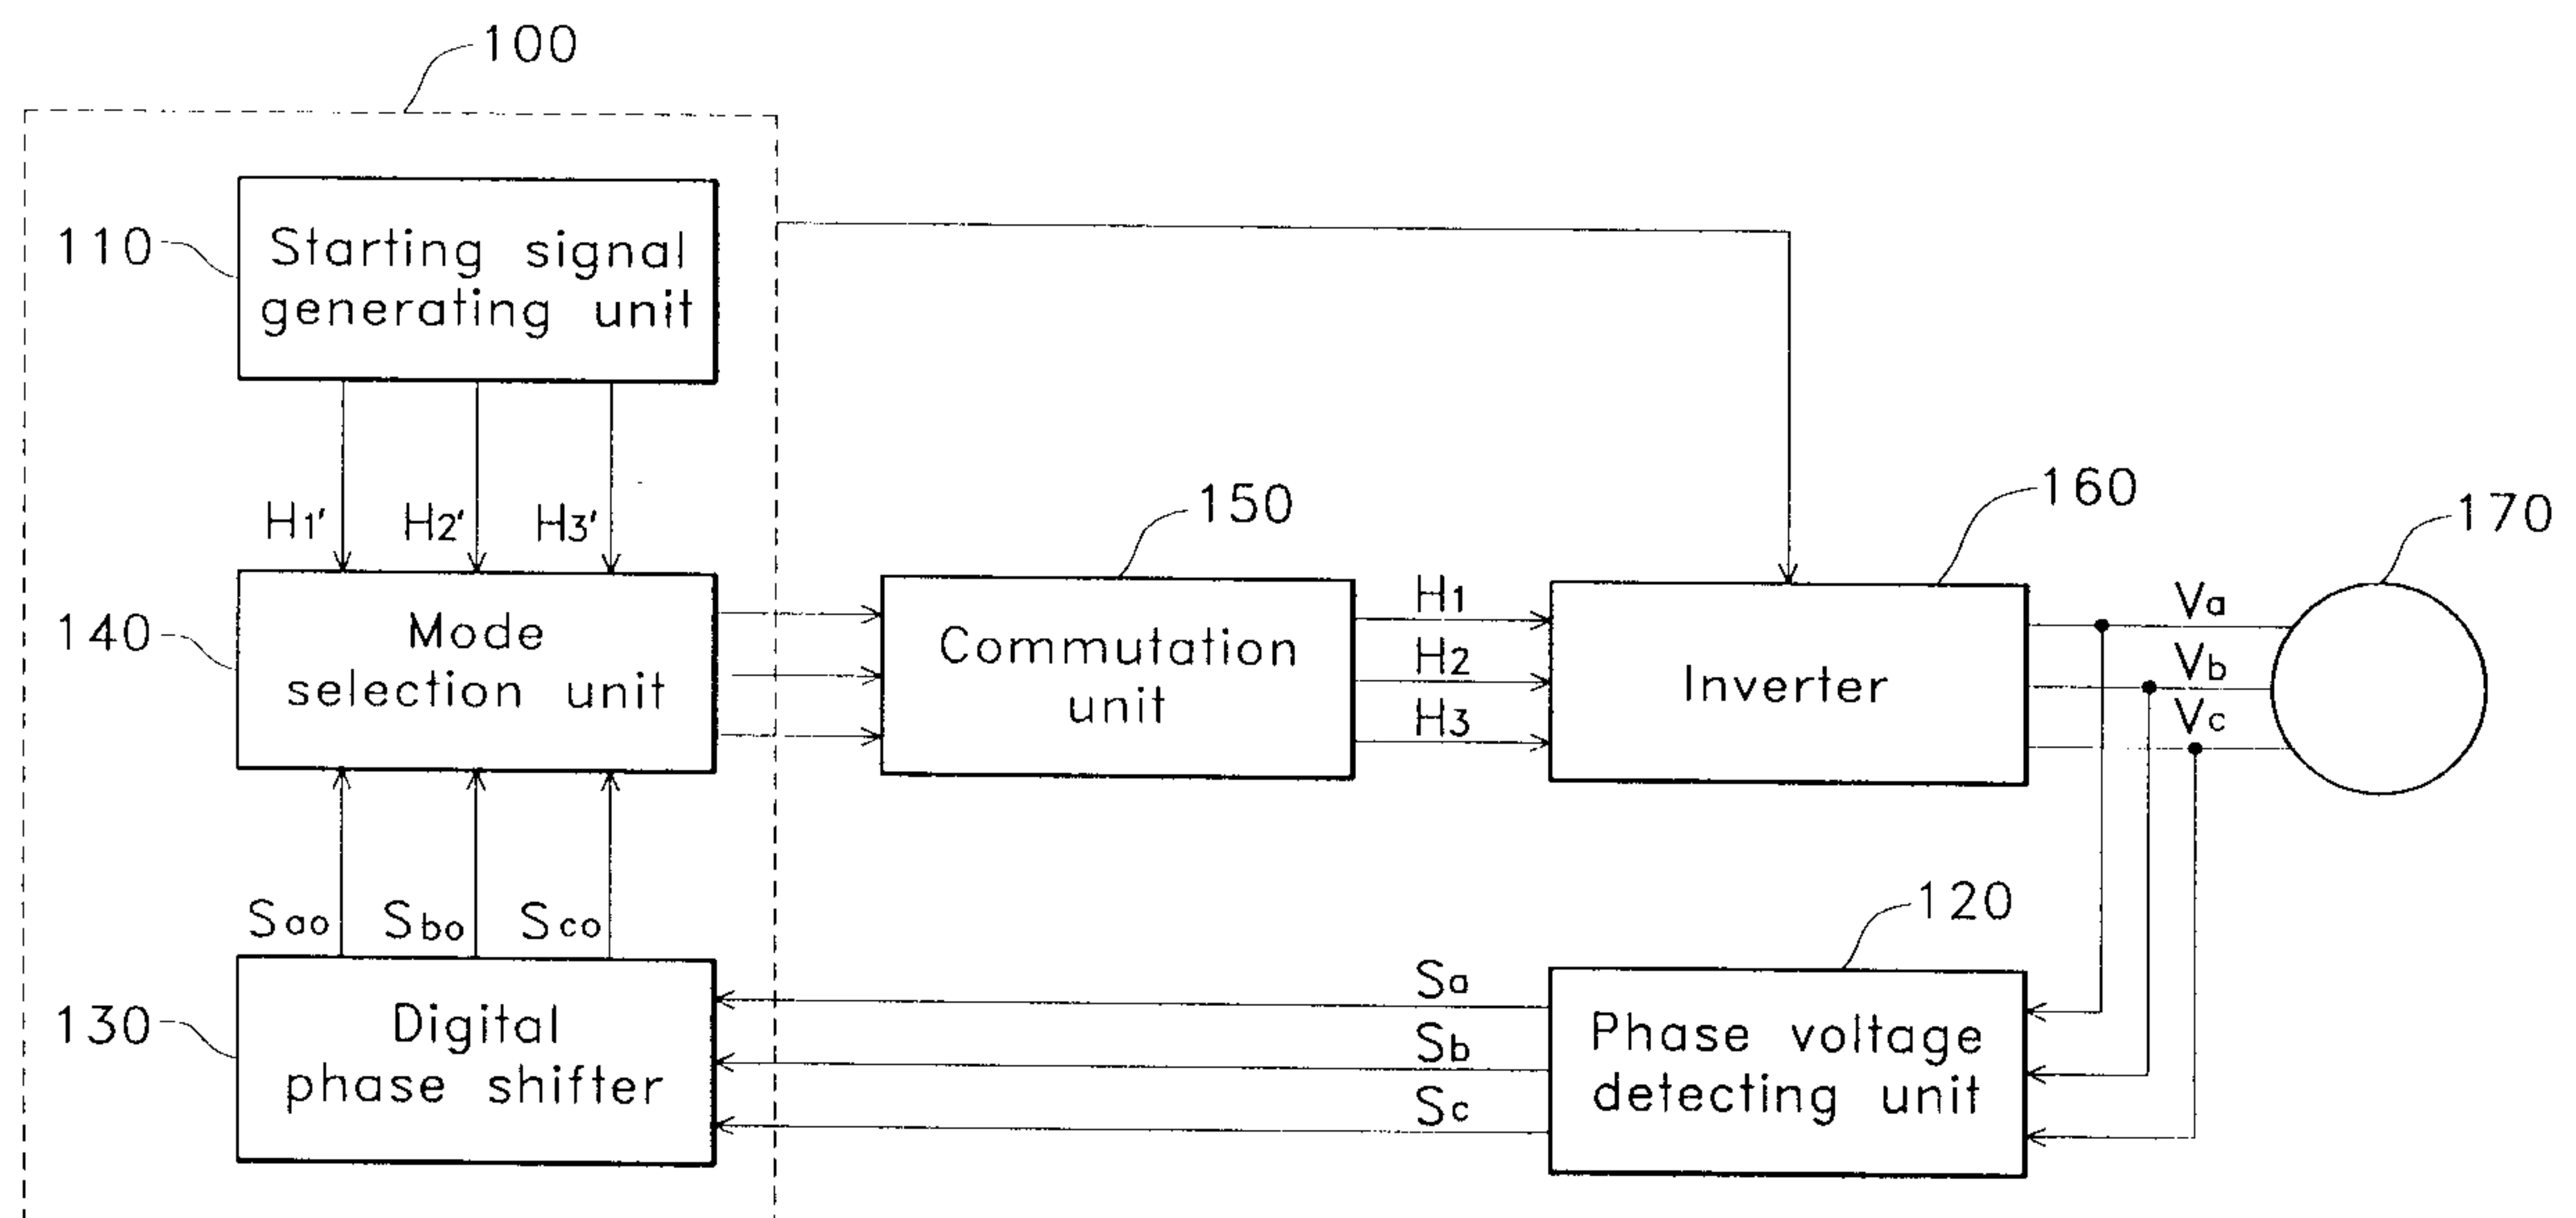 100
110
Starting signal
generating unit
H1' H2' H3'
150
160
170
140
Mode
selection unit
Commutation
unit
H1
H2
H3
Inverter
Va
Vb
Vc
120
Sao Sbo Sco
130
Digital
phase shifter
Sa
Sb
Sc
Phase voltage
detecting unit